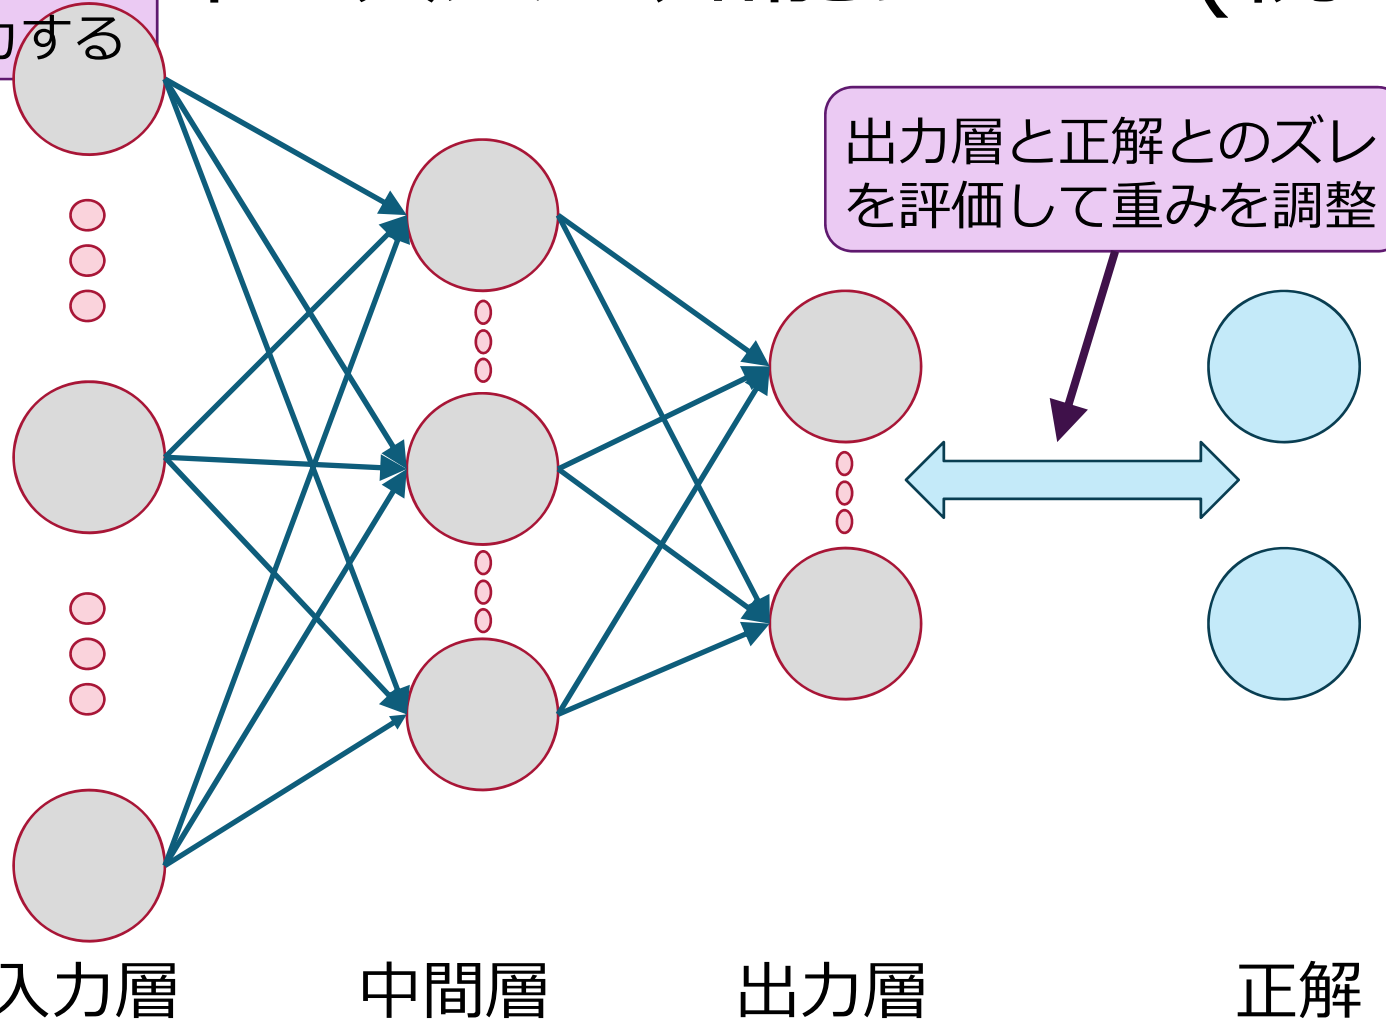 する
出力層と正解とのズレ
を評価して重みを調整
入力層
中間層
出力層
正解